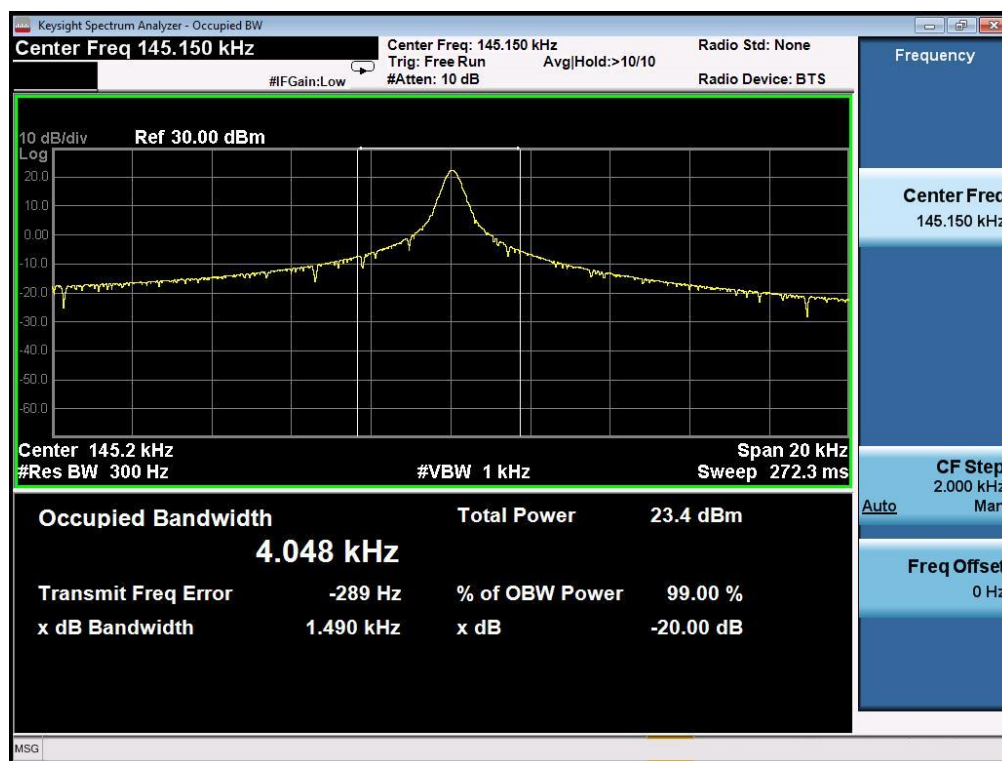 Keysight Spectrum Analyzer - Occupied BW
Center Freq 145.150 kHz
#IFGain:Low
Center Freq: 145.150 kHz
Trig: Free Run Avg|Hold:>10/10
#Atten: 10 dB
Radio Std: None
Radio Device: BTS
Frequency
10 dB/div Ref 30.00 dBm
Log
20.0
10.0
0.00
-10.0
-20.0
-30.0
-40.0
-50.0
-60.0
Center 145.2 kHz Span 20 kHz
#Res BW 300 Hz #VBW 1 kHz Sweep 272.3 ms
Center Freq
145.150 kHz
CF Step
2.000 kHz
Auto Man
Freq Offset
0 Hz
Occupied Bandwidth Total Power 23.4 dBm
4.048 kHz
Transmit Freq Error -289 Hz % of OBW Power 99.00 %
x dB Bandwidth 1.490 kHz x dB -20.00 dB
MSG